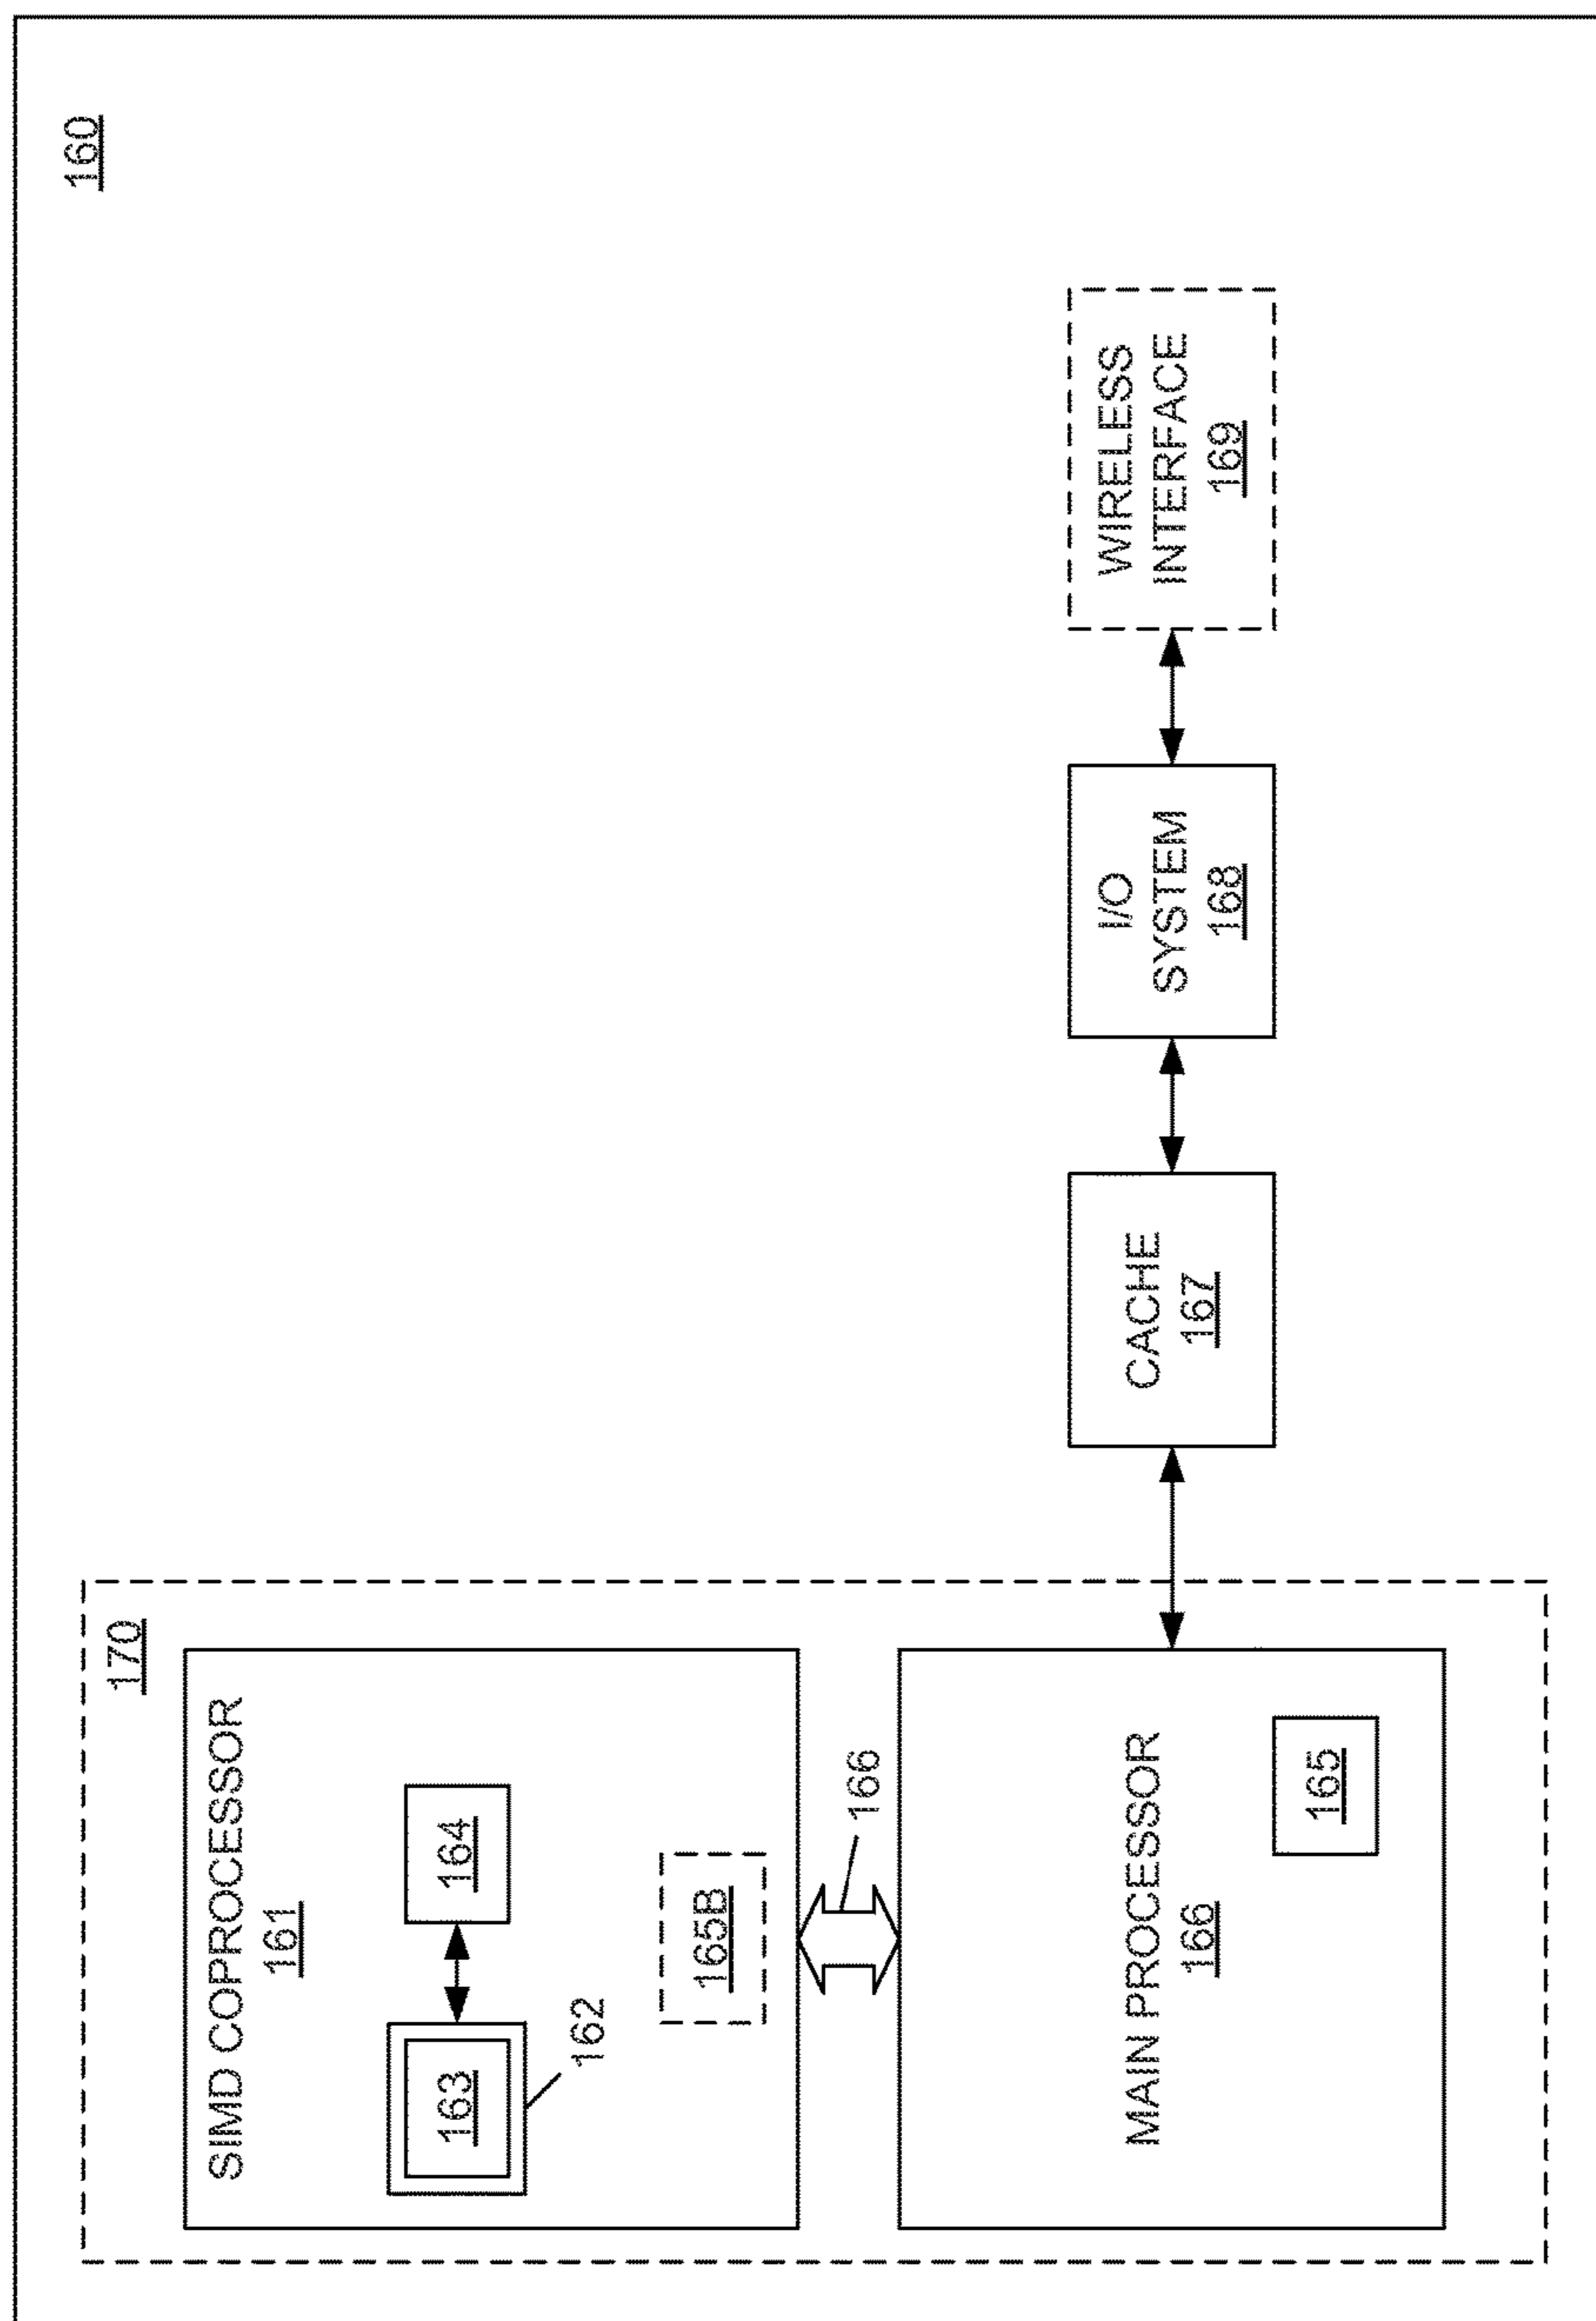 160
170
SIMD COPROCESSOR
161
163
164
162
165B
166
MAIN PROCESSOR
166
165
CACHE
167
I/O
SYSTEM
168
WIRELESS
INTERFACE
169